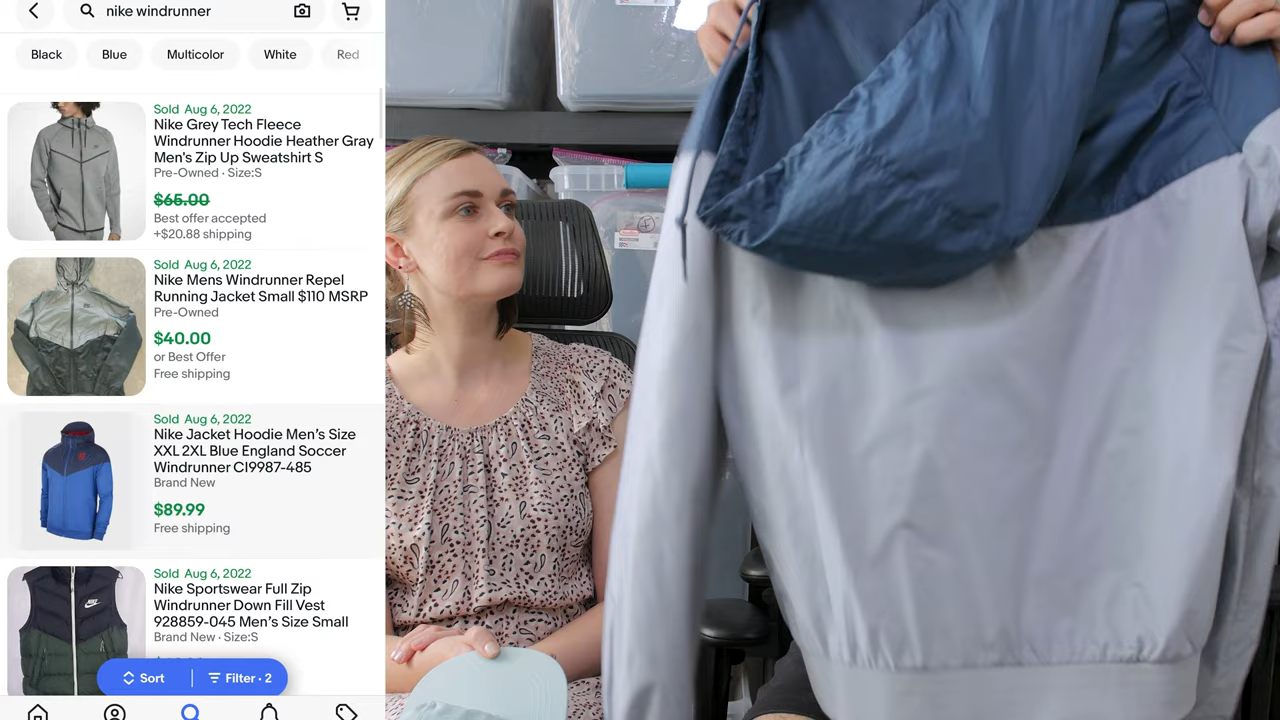 nike windrunner
Black Blue Multicolor White Red
Sold Aug 6, 2022
Nike Grey Tech Fleece
Windrunner Hoodie Heather Gray
Men's Zip Up Sweatshirt S
Pre-Owned · Size:S
$65.00
Best offer accepted
+$20.88 shipping
Sold Aug 6, 2022
Nike Mens Windrunner Repel
Running Jacket Small $110 MSRP
Pre-Owned
$40.00
or Best Offer
Free shipping
Sold Aug 6, 2022
Nike Jacket Hoodie Men's Size
XXL 2XL Blue England Soccer
Windrunner CI9987-485
Brand New
$89.99
Free shipping
Sold Aug 6, 2022
Nike Sportswear Full Zip
Windrunner Down Fill Vest
928859-045 Men's Size Small
Brand New · Size:S
Sort
Filter · 2